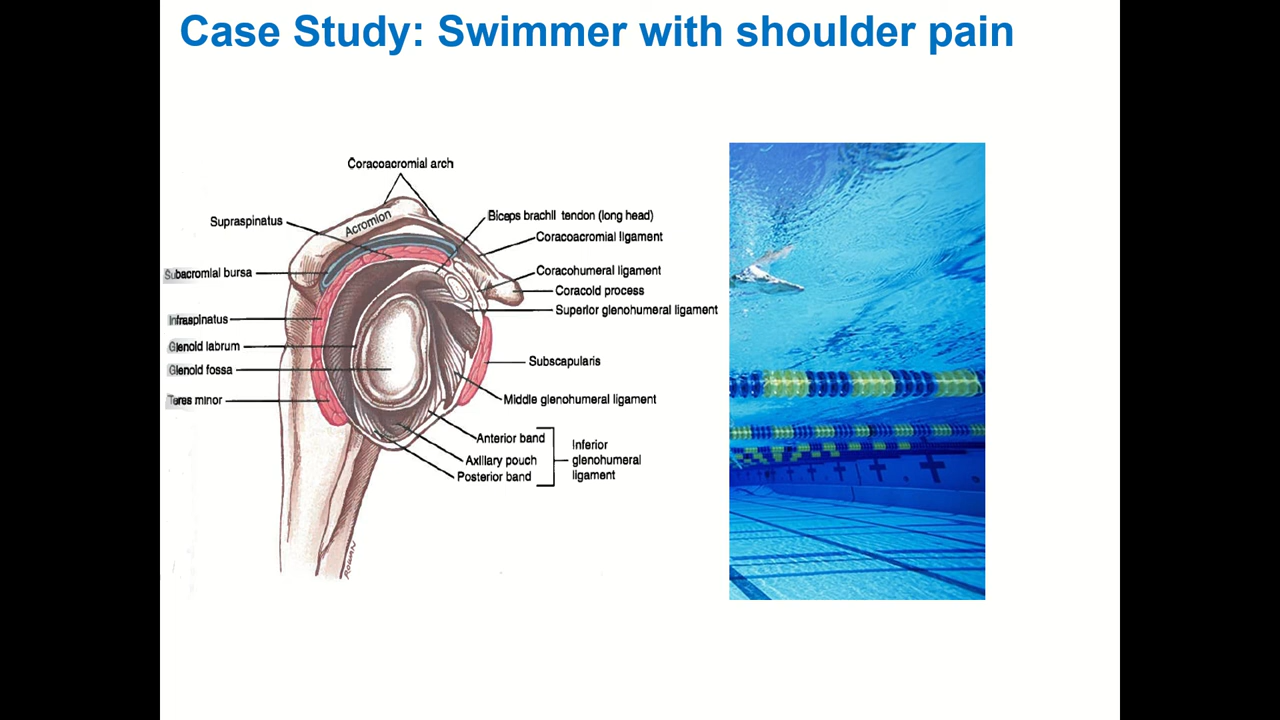 Case Study: Swimmer with shoulder pain
Coracoacromial arch
Supraspinatus
Acromion
Biceps brachii tendon (long head)
Coracoacromial ligament
Subacromial bursa
Coracohumeral ligament
Coracoid process
Superior glenohumeral ligament
Infraspinatus
Glenoid labrum
Glenoid fossa
Subscapularis
Teres minor
Middle glenohumeral ligament
Anterior band
Axillary pouch
Posterior band
Inferior
glenohumeral
ligament